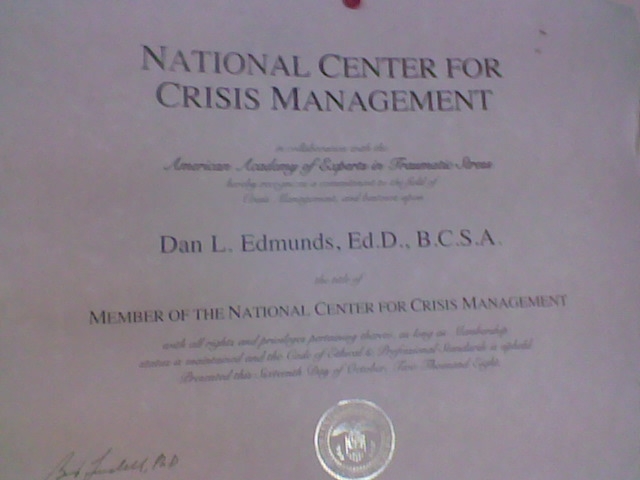 NATIONAL CENTER FOR
CRISIS MANAGEMENT
in collaboration with the
American Academy of Experts in Traumatic Stress
hereby recognizes a commitment to the field of
Crisis Management, and bestows upon
Dan L. Edmunds, Ed.D., B.C.S.A.
the title of
MEMBER OF THE NATIONAL CENTER FOR CRISIS MANAGEMENT
with all rights and privileges pertaining thereto, as long as Membership
status is maintained and the Code of Ethical & Professional Standards is upheld.
Presented this Sixteenth Day of October, Two Thousand Eight.
PhD